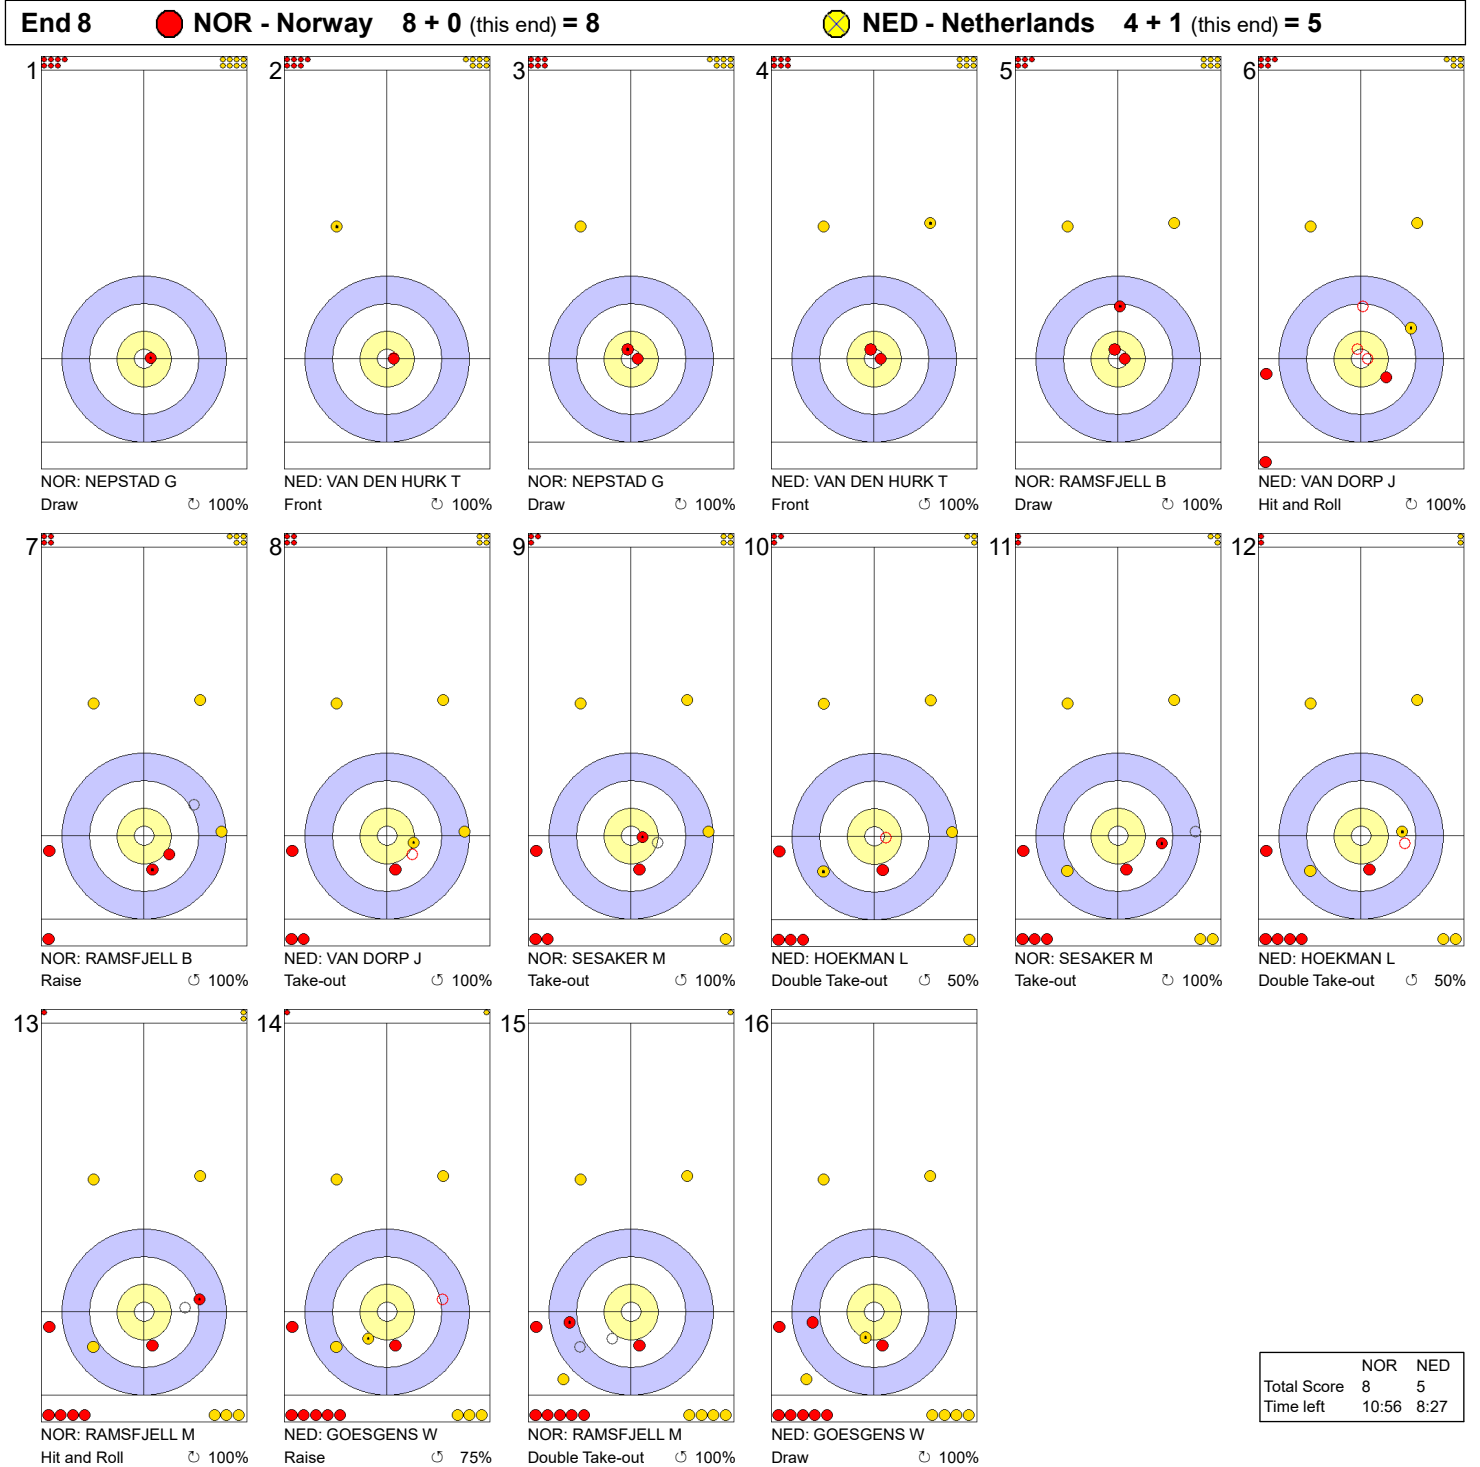 End 8 NOR - Norway 8 + 0 (this end) = 8 NED - Netherlands 4 + 1 (this end) = 5
1 2 3 4 5 6
NOR: NEPSTAD G NED: VAN DEN HURK T NOR: NEPSTAD G NED: VAN DEN HURK T NOR: RAMSFJELL B NED: VAN DORP J
Draw ↻ 100% Front ↻ 100% Draw ↻ 100% Front ↻ 100% Draw ↻ 100% Hit and Roll ↻ 100%
7 8 9 10 11 12
NOR: RAMSFJELL B NED: VAN DORP J NOR: SESAKER M NED: HOEKMAN L NOR: SESAKER M NED: HOEKMAN L
Raise ↺ 100% Take-out ↺ 100% Take-out ↺ 100% Double Take-out ↺ 50% Take-out ↺ 100% Double Take-out ↺ 50%
13 14 15 16
NOR: RAMSFJELL M NED: GOESGENS W NOR: RAMSFJELL M NED: GOESGENS W
Hit and Roll ↻ 100% Raise ↺ 75% Double Take-out ↺ 100% Draw ↻ 100%
NOR NED
Total Score 8 5
Time left 10:56 8:27